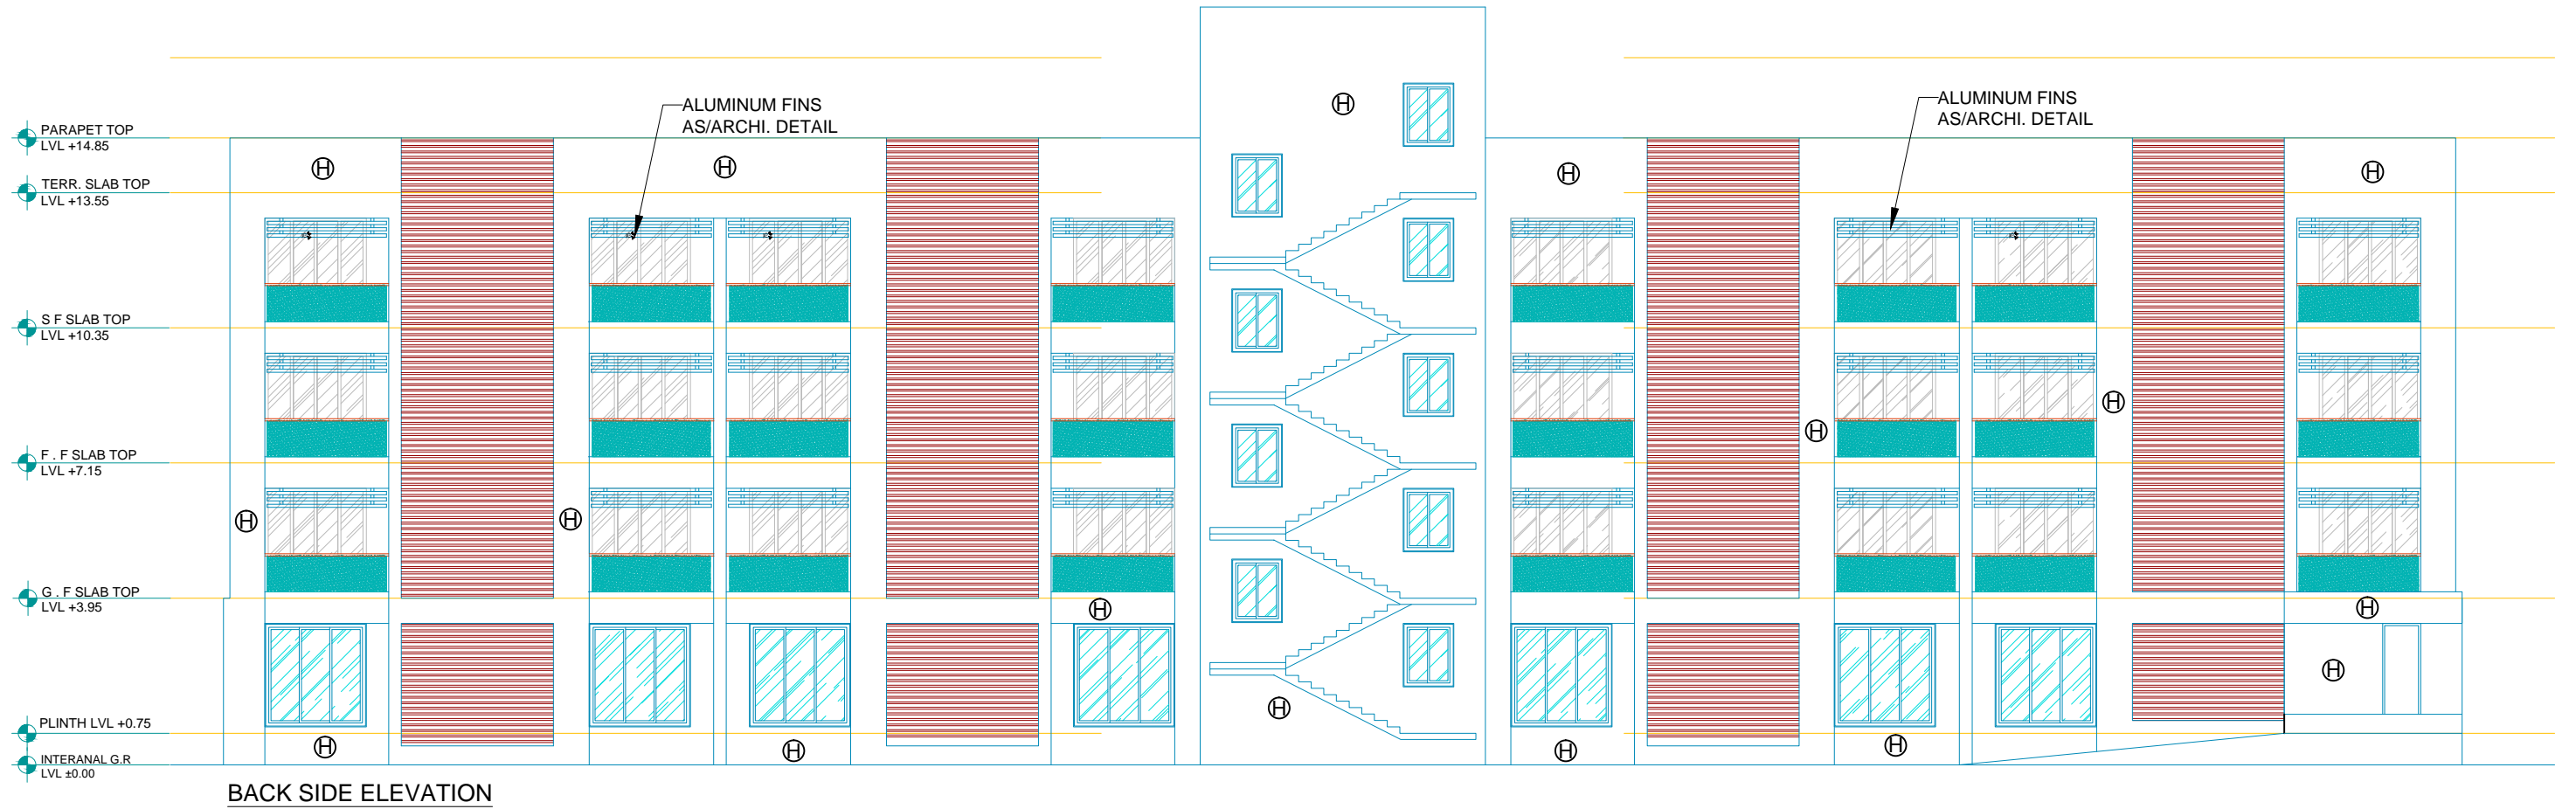 ALUMINUM FINS
AS/ARCHI. DETAIL
ALUMINUM FINS
AS/ARCHI. DETAIL
H
PARAPET TOP
LVL +14.85
H
H
H
H
TERR. SLAB TOP
LVL +13.55
S F SLAB TOP
LVL +10.35
H
H
F . F SLAB TOP
LVL +7.15
H
H
G . F SLAB TOP
LVL +3.95
H
H
H
H
PLINTH LVL +0.75
H
H
H
H
INTERANAL G.R
LVL ±0.00
BACK SIDE ELEVATION